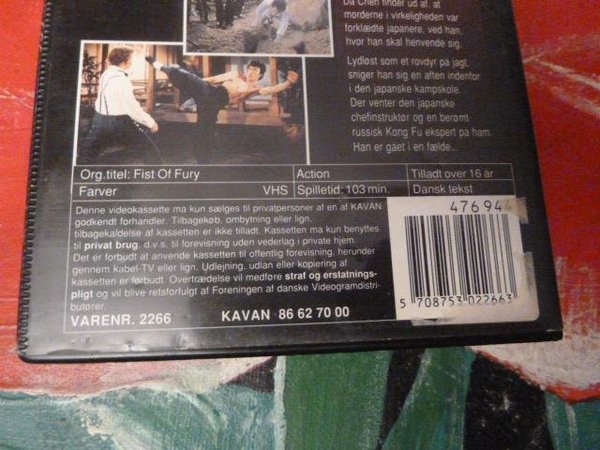 Da Chen finder ud af, at
morderne i virkeligheden var
forklædte japanere, ved han,
hvor han skal henvende sig.
Lydløst som et rovdyr på jagt,
sniger han sig en aften indenfor
i den japanske kampskole.
Der venter den japanske
chefinstruktør og en berømt
russisk Kong Fu ekspert på ham.
Han er gået i en fælde...
Org.titel: Fist Of Fury
Action
Tilladt over 16 år
Farver
VHS
Spilletid: 103 min.
Dansk tekst
Denne videokassette må kun sælges til privatpersoner af en af KAVAN
godkendt forhandler. Tilbagekøb, ombytning eller lign.
tilbagekaldelse af kassetten er ikke tilladt. Kassetten må kun benyttes
til privat brug, d.v.s. til forevisning uden vederlag i private hjem.
Det er forbudt at anvende kassetten til offentlig forevisning, herunder
gennem kabel-TV eller lign. Udlejning, udlån eller kopiering af
kassetten er forbudt. Overtrædelse vil medføre straf og erstatnings-
pligt og vil blive retsforfulgt af Foreningen af danske Videogramdistri-
butører.
VARENR. 2266
KAVAN 86 62 70 00
47694
5 708753 022663